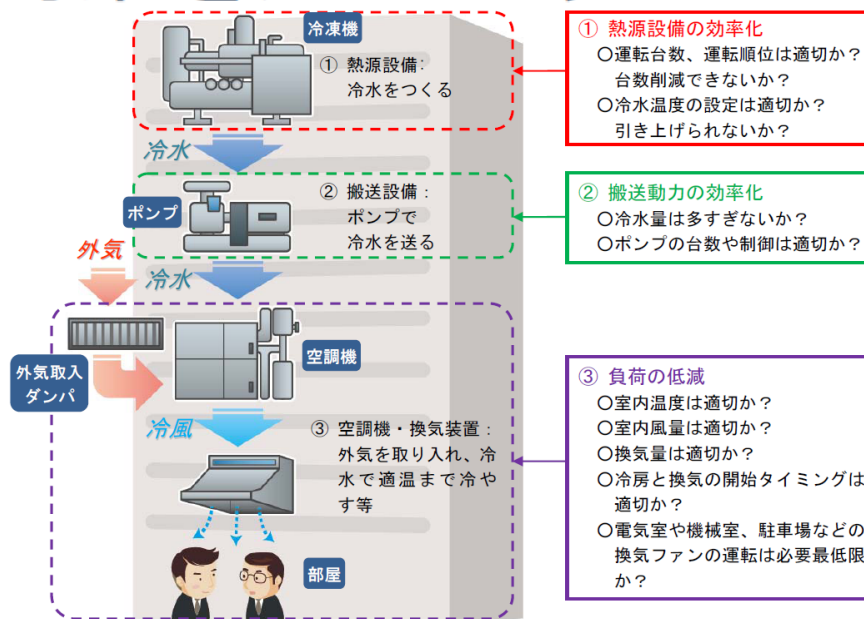 冷凍機
① 熱源設備：
冷水をつくる
冷水
ポンプ
② 搬送設備：
ポンプで
冷水を送る
外気
冷水
外気取入
ダンパ
空調機
冷風
③ 空調機・換気装置：
外気を取り入れ、冷
水で適温まで冷や
す等
部屋
① 熱源設備の効率化
○運転台数、運転順位は適切か？
台数削減できないか？
○冷水温度の設定は適切か？
引き上げられないか？
② 搬送動力の効率化
○冷水量は多すぎないか？
○ポンプの台数や制御は適切か？
③ 負荷の低減
○室内温度は適切か？
○室内風量は適切か？
○換気量は適切か？
○冷房と換気の開始タイミングは
適切か？
○電気室や機械室、駐車場などの
換気ファンの運転は必要最低限
か？